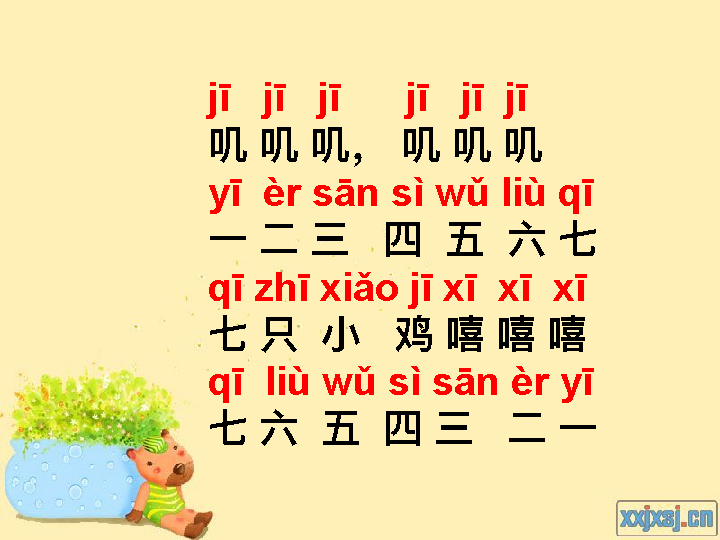 jī jī jī jī jī jī
叽叽叽， 叽叽叽
yī èr sān sì wǔ liù qī
一二三四五六七
qī zhī xiǎo jī xī xī xī
七只小鸡嘻嘻嘻
qī liù wǔ sì sān èr yī
七六五四三二一
xxjxsj.cn